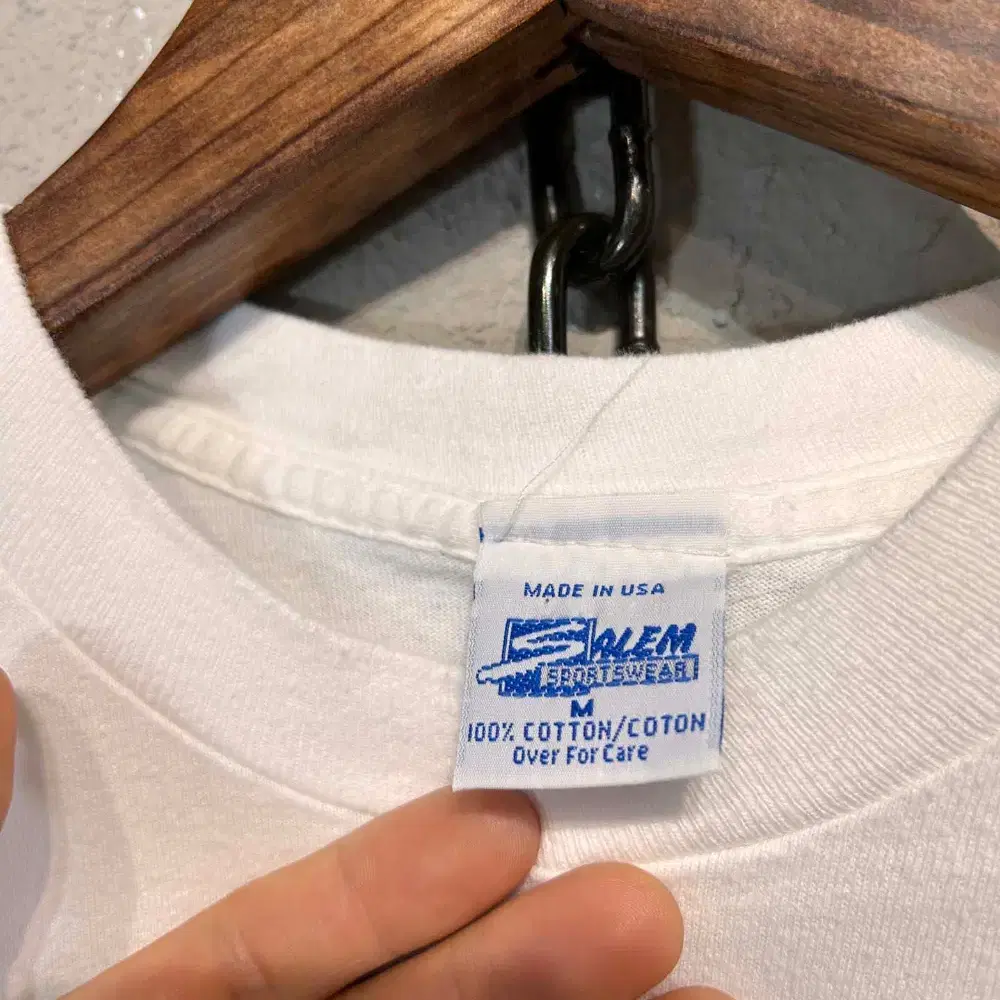 MADE IN USA
SALEM
SPORTSWEAR
M
100% COTTON/COTON
Over For Care